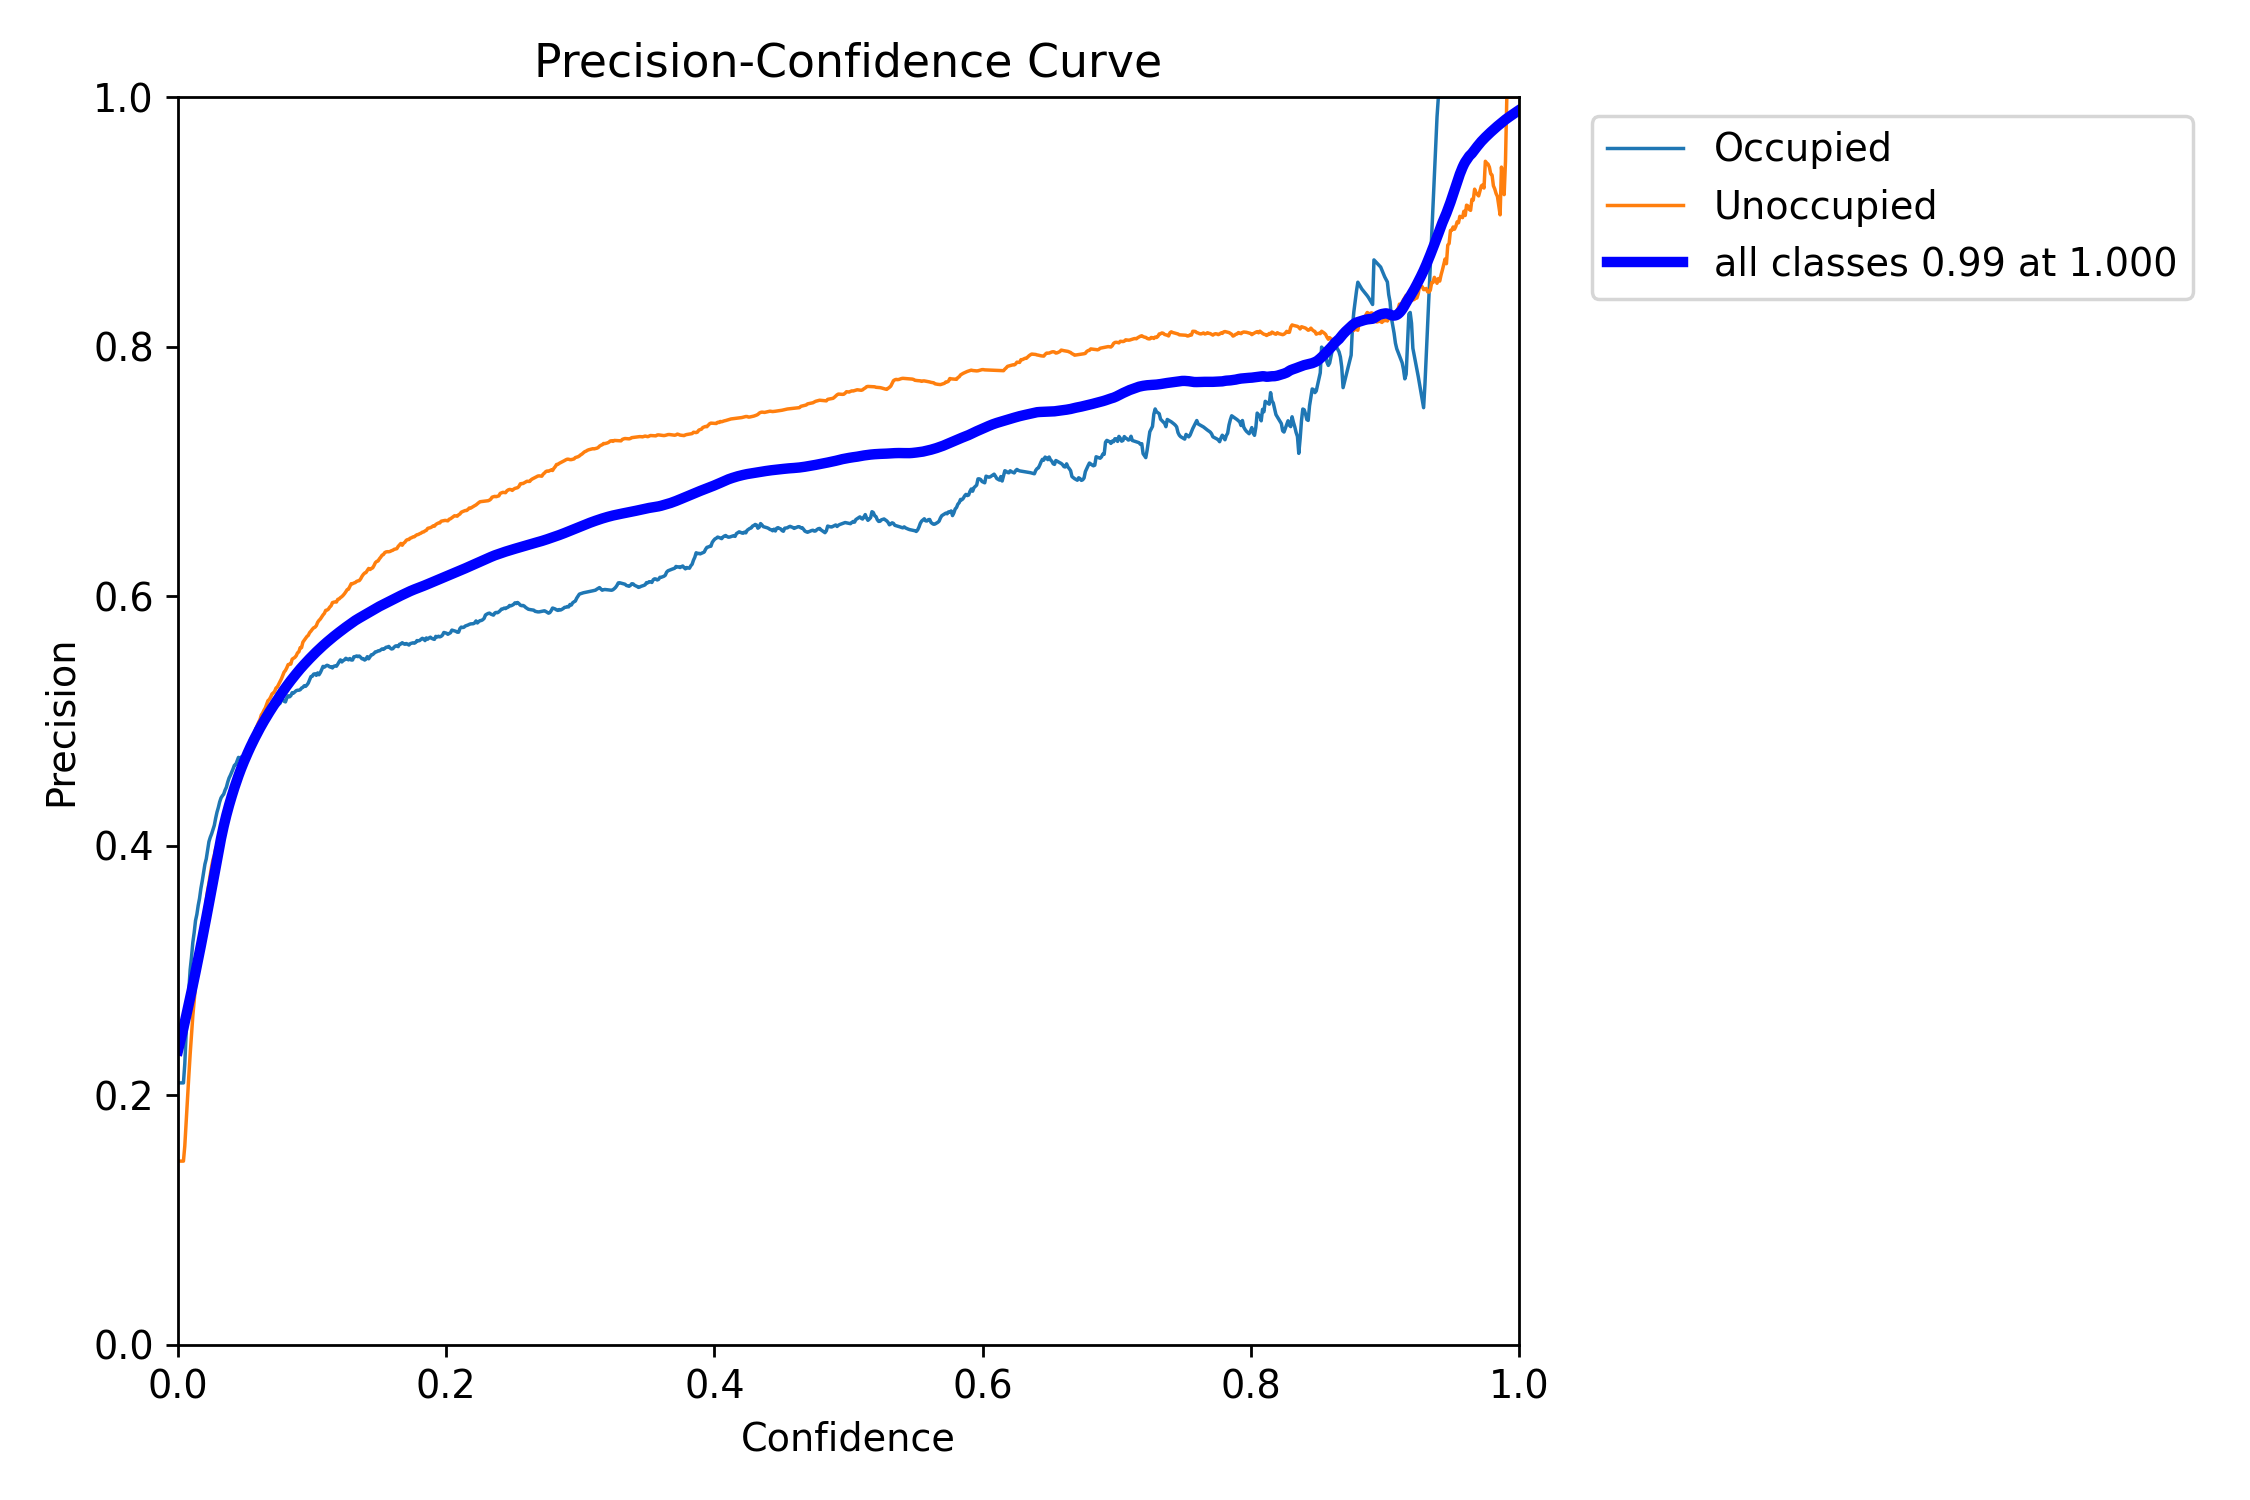 Precision-Confidence Curve
1.0
0.8
0.6
0.4
0.2
0.0
Precision
0.0 0.2 0.4 0.6 0.8 1.0
Confidence
Occupied
Unoccupied
all classes 0.99 at 1.000